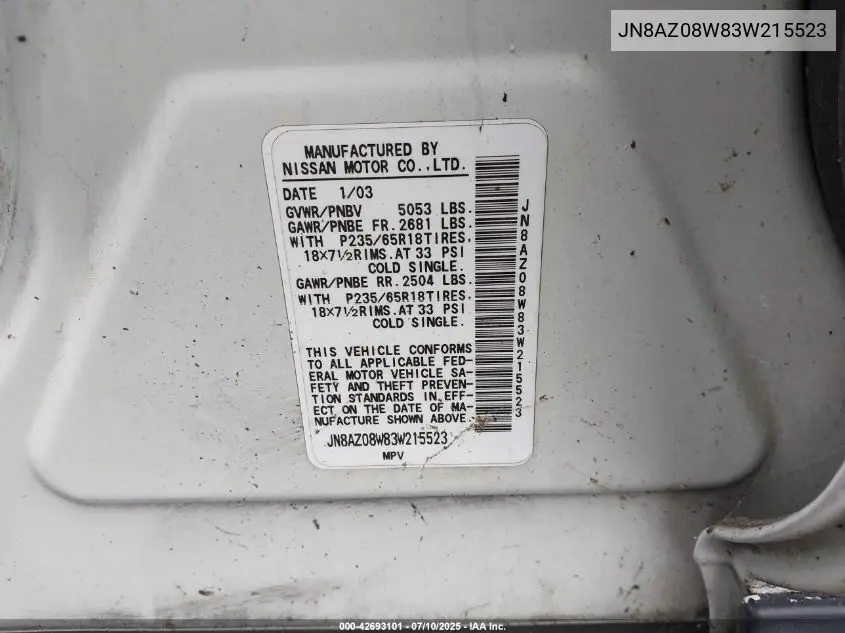 JN8AZ08W83W215523
MANUFACTURED BY
NISSAN MOTOR CO.,LTD.
DATE 1/03
GVWR/PNBV 5053 LBS.
GAWR/PNBE FR.2681 LBS.
WITH P235/65R18TIRES,
18X7½RIMS.AT 33 PSI
COLD SINGLE.
GAWR/PNBE RR.2504 LBS.
WITH P235/65R18TIRES,
18X7½RIMS.AT 33 PSI
COLD SINGLE.
THIS VEHICLE CONFORMS
TO ALL APPLICABLE FED-
ERAL MOTOR VEHICLE SA-
FETY AND THEFT PREVEN-
TION STANDARDS IN EFF-
ECT ON THE DATE OF MA-
NUFACTURE SHOWN ABOVE.
JN8AZ08W83W215523
MPV
JN8AZ08W83W215523
000-42693101 - 07/10/2025 - IAA Inc.